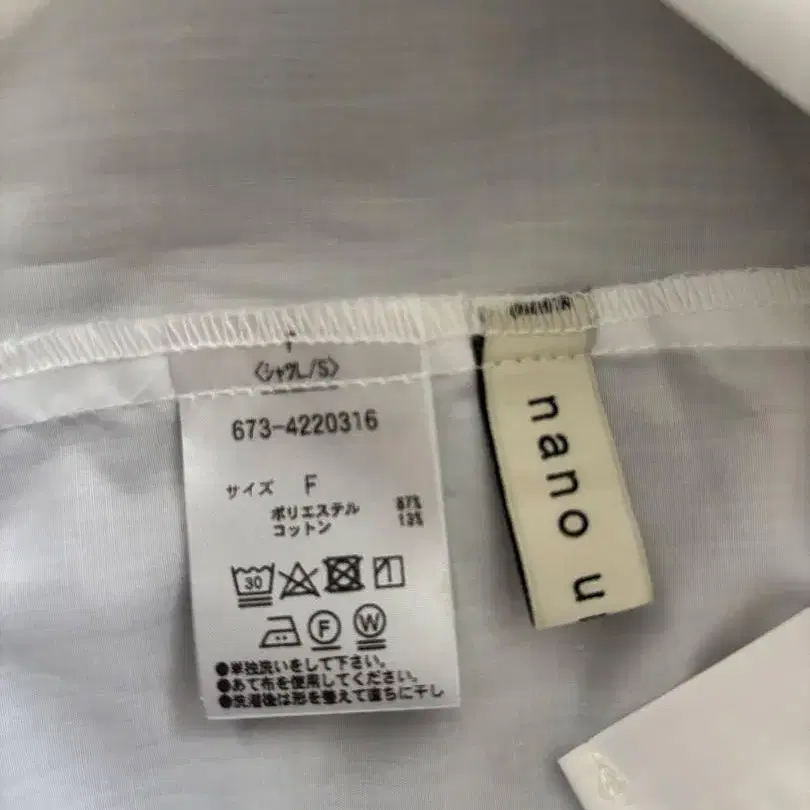 〈シャツL/S〉
673-4220316
サイズ F
ポリエステル 87%
コットン 13%
30
F W
●単独洗いをして下さい。
●あて布を使用してください。
●洗濯後は形を整えて直ちに干し
nano u